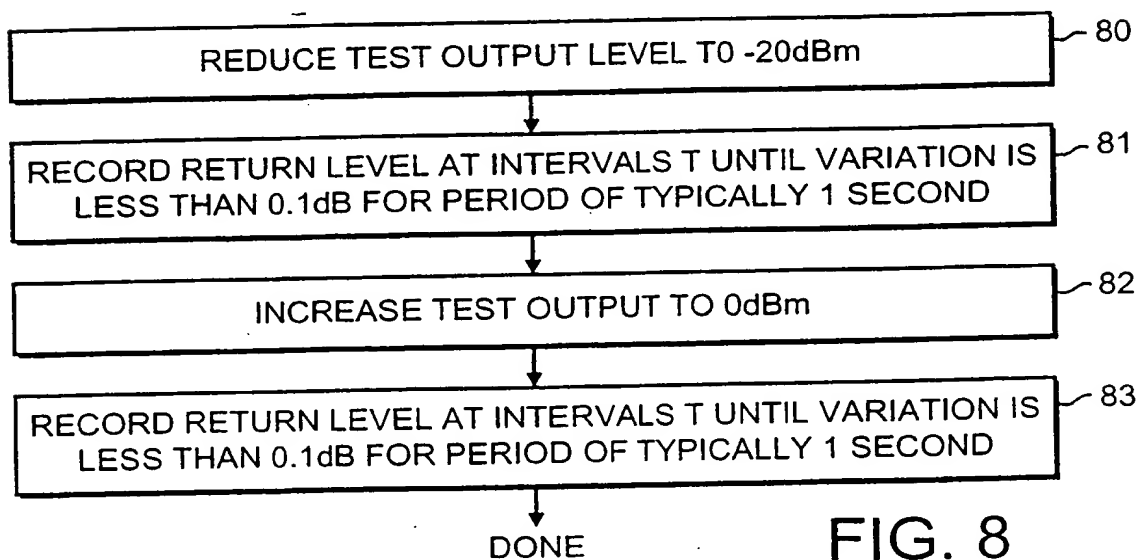 REDUCE TEST OUTPUT LEVEL T0 -20dBm
80
RECORD RETURN LEVEL AT INTERVALS T UNTIL VARIATION IS
LESS THAN 0.1dB FOR PERIOD OF TYPICALLY 1 SECOND
81
INCREASE TEST OUTPUT TO 0dBm
82
RECORD RETURN LEVEL AT INTERVALS T UNTIL VARIATION IS
LESS THAN 0.1dB FOR PERIOD OF TYPICALLY 1 SECOND
83
DONE
FIG. 8